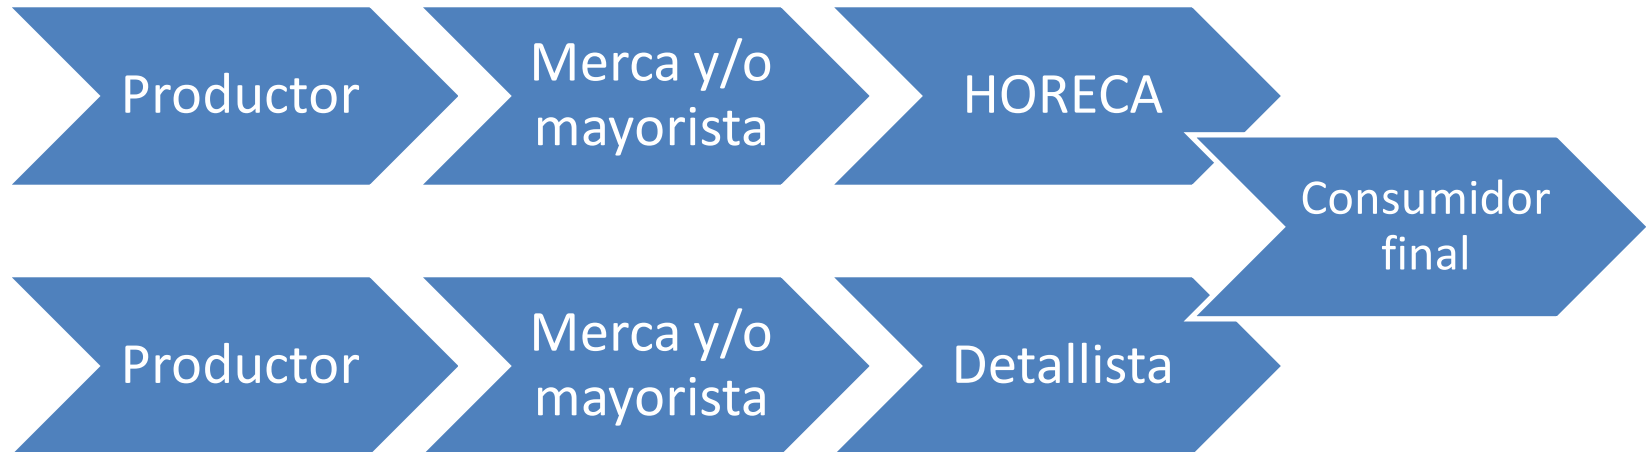 Productor
Merca y/o
mayorista
HORECA
Consumidor
final
Productor
Merca y/o
mayorista
Detallista